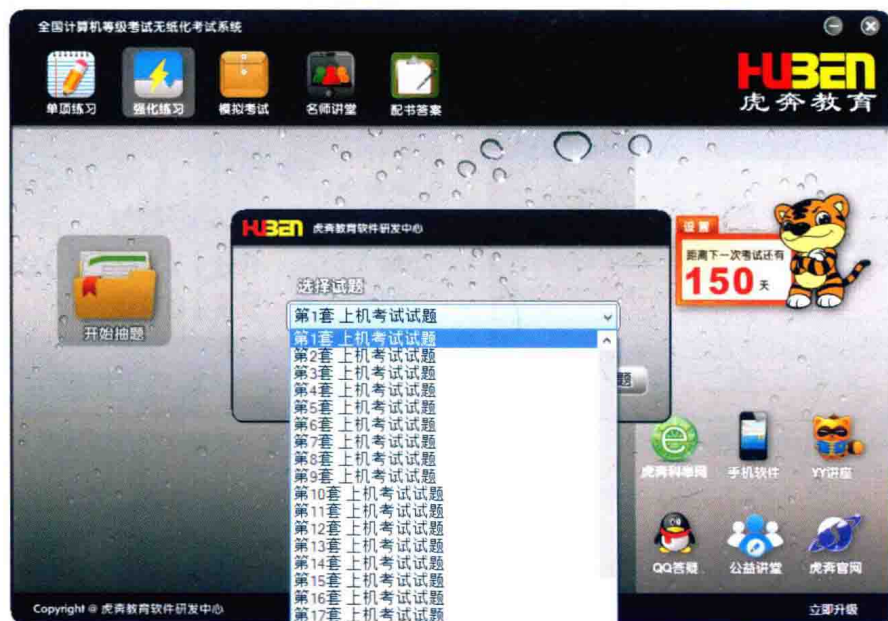 全国计算机等级考试无纸化考试系统
单项练习
强化练习
模拟考试
名师讲堂
配书答案
HUBEN
虎奔教育
HUBEN 虎奔教育软件研发中心
选择试题
第1套 上机考试试题
第1套 上机考试试题
第2套 上机考试试题
第3套 上机考试试题
第4套 上机考试试题
第5套 上机考试试题
第6套 上机考试试题
第7套 上机考试试题
第8套 上机考试试题
第9套 上机考试试题
第10套 上机考试试题
第11套 上机考试试题
第12套 上机考试试题
第13套 上机考试试题
第14套 上机考试试题
第15套 上机考试试题
第16套 上机考试试题
第17套 上机考试试题
题
开始抽题
设置
距离下一次考试还有
150 天
虎奔科学网
手机软件
YY讲座
QQ答疑
公益讲堂
虎奔官网
Copyright @ 虎奔教育软件研发中心
立即升级